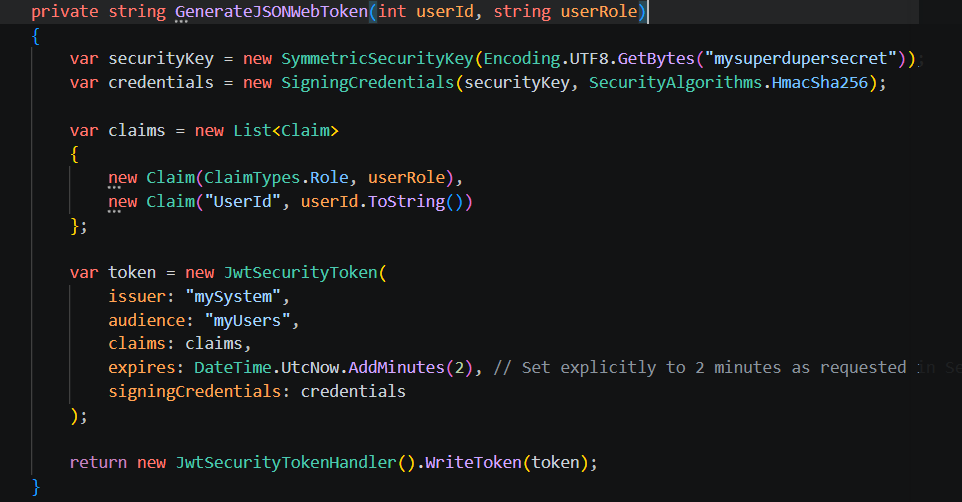 private string GenerateJSONWebToken(int userId, string userRole)
{
var securityKey = new SymmetricSecurityKey(Encoding.UTF8.GetBytes("mysuperdupersecret"));
var credentials = new SigningCredentials(securityKey, SecurityAlgorithms.HmacSha256);
var claims = new List<Claim>
{
new Claim(ClaimTypes.Role, userRole),
new Claim("UserId", userId.ToString())
};
var token = new JwtSecurityToken(
issuer: "mySystem",
audience: "myUsers",
claims: claims,
expires: DateTime.UtcNow.AddMinutes(2), // Set explicitly to 2 minutes as requested in
signingCredentials: credentials
);
return new JwtSecurityTokenHandler().WriteToken(token);
}